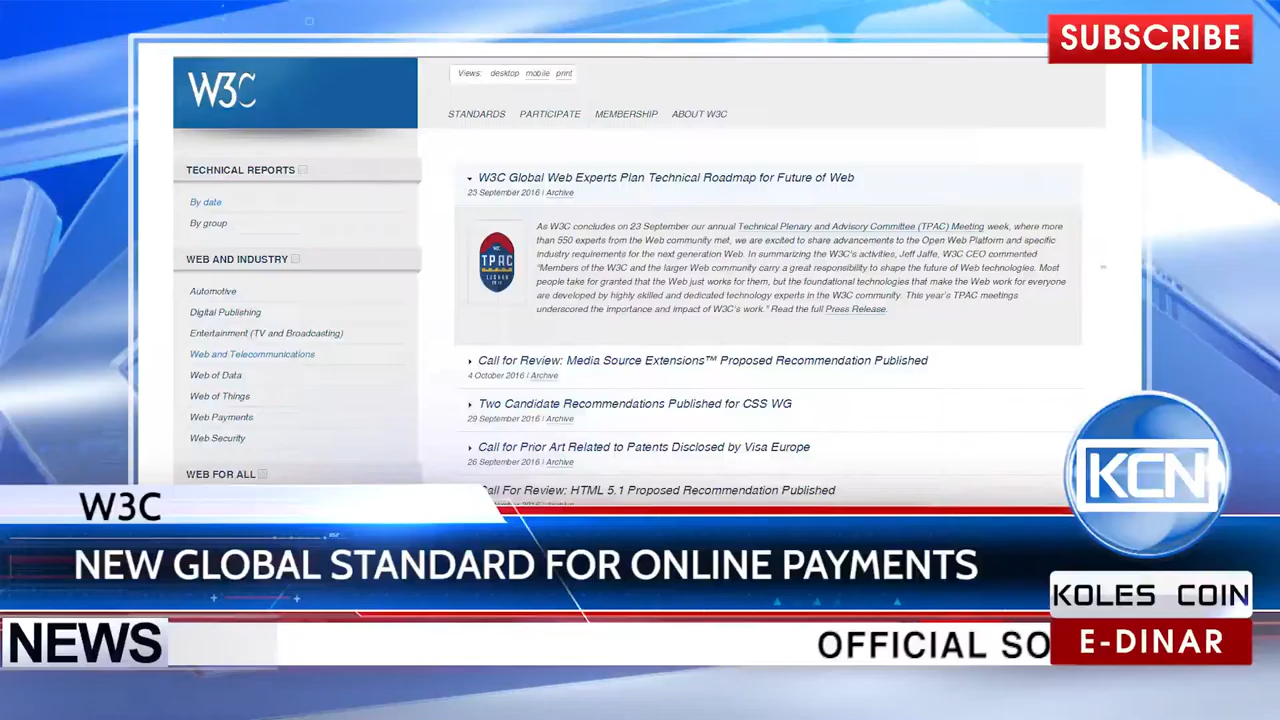 SUBSCRIBE
W3C
Views: desktop mobile print
STANDARDS PARTICIPATE MEMBERSHIP ABOUT W3C
TECHNICAL REPORTS
By date
By group
WEB AND INDUSTRY
Automotive
Digital Publishing
Entertainment (TV and Broadcasting)
Web and Telecommunications
Web of Data
Web of Things
Web Payments
Web Security
WEB FOR ALL
W3C Global Web Experts Plan Technical Roadmap for Future of Web
23 September 2016 | Archive
W3C
TPAC
LISBON
As W3C concludes on 23 September our annual Technical Plenary and Advisory Committee (TPAC) Meeting week, where more
than 550 experts from the Web community met, we are excited to share advancements to the Open Web Platform and specific
industry requirements for the next generation Web. In summarizing the W3C's activities, Jeff Jaffe, W3C CEO commented
"Members of the W3C and the larger Web community carry a great responsibility to shape the future of Web technologies. Most
people take for granted that the Web just works for them, but the foundational technologies that make the Web work for everyone
are developed by highly skilled and dedicated technology experts in the W3C community. This year's TPAC meetings
underscored the importance and impact of W3C's work." Read the full Press Release.
Call for Review: Media Source Extensions™ Proposed Recommendation Published
4 October 2016 | Archive
Two Candidate Recommendations Published for CSS WG
29 September 2016 | Archive
Call for Prior Art Related to Patents Disclosed by Visa Europe
26 September 2016 | Archive
Call For Review: HTML 5.1 Proposed Recommendation Published
KCN
W3C
NEW GLOBAL STANDARD FOR ONLINE PAYMENTS
KOLES COIN
NEWS
OFFICIAL SO
E-DINAR